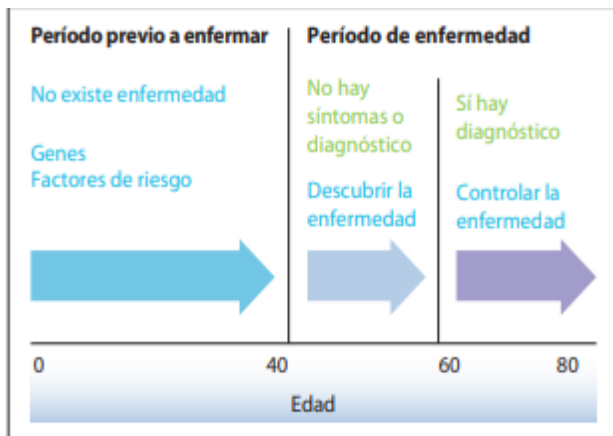 Período previo a enfermar
No existe enfermedad
Genes
Factores de riesgo
Período de enfermedad
No hay
síntomas o
diagnóstico
Descubrir la
enfermedad
Sí hay
diagnóstico
Controlar la
enfermedad
0 40 60 80
Edad